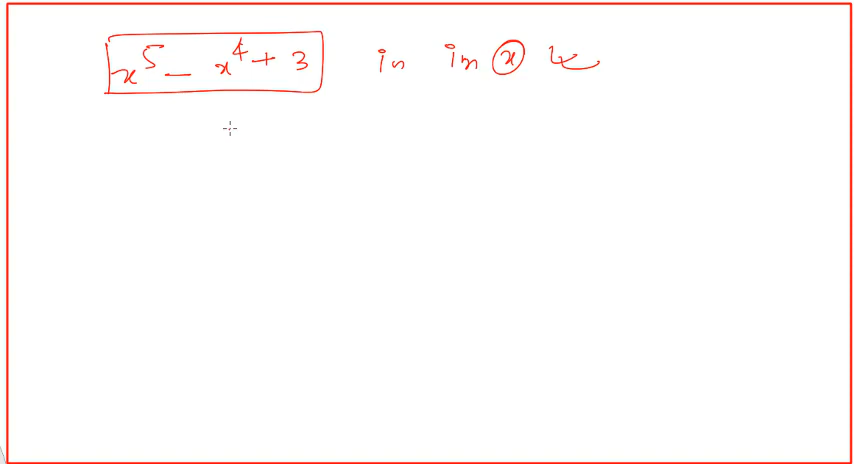 x⁵ - x⁴ + 3 in in x